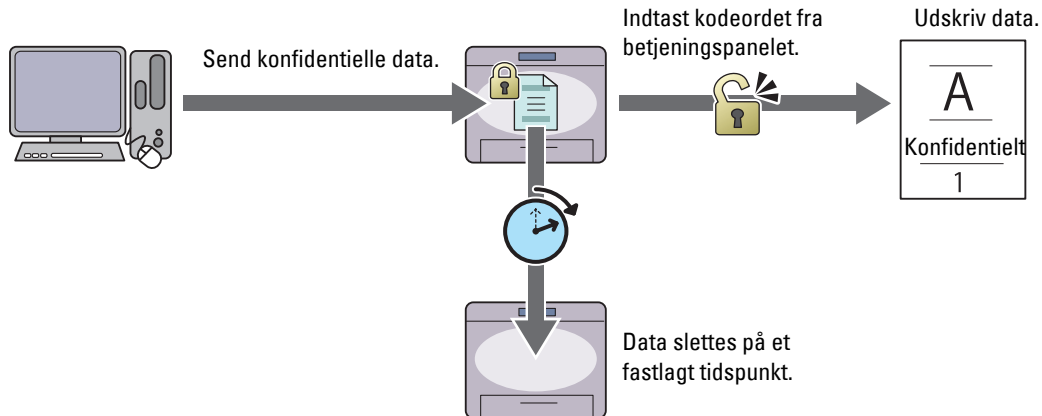 Send konfidentielle data.
Indtast kodeordet fra
betjeningspanelet.
Udskriv data.
A
Konfidentielt
1
Data slettes på et
fastlagt tidspunkt.